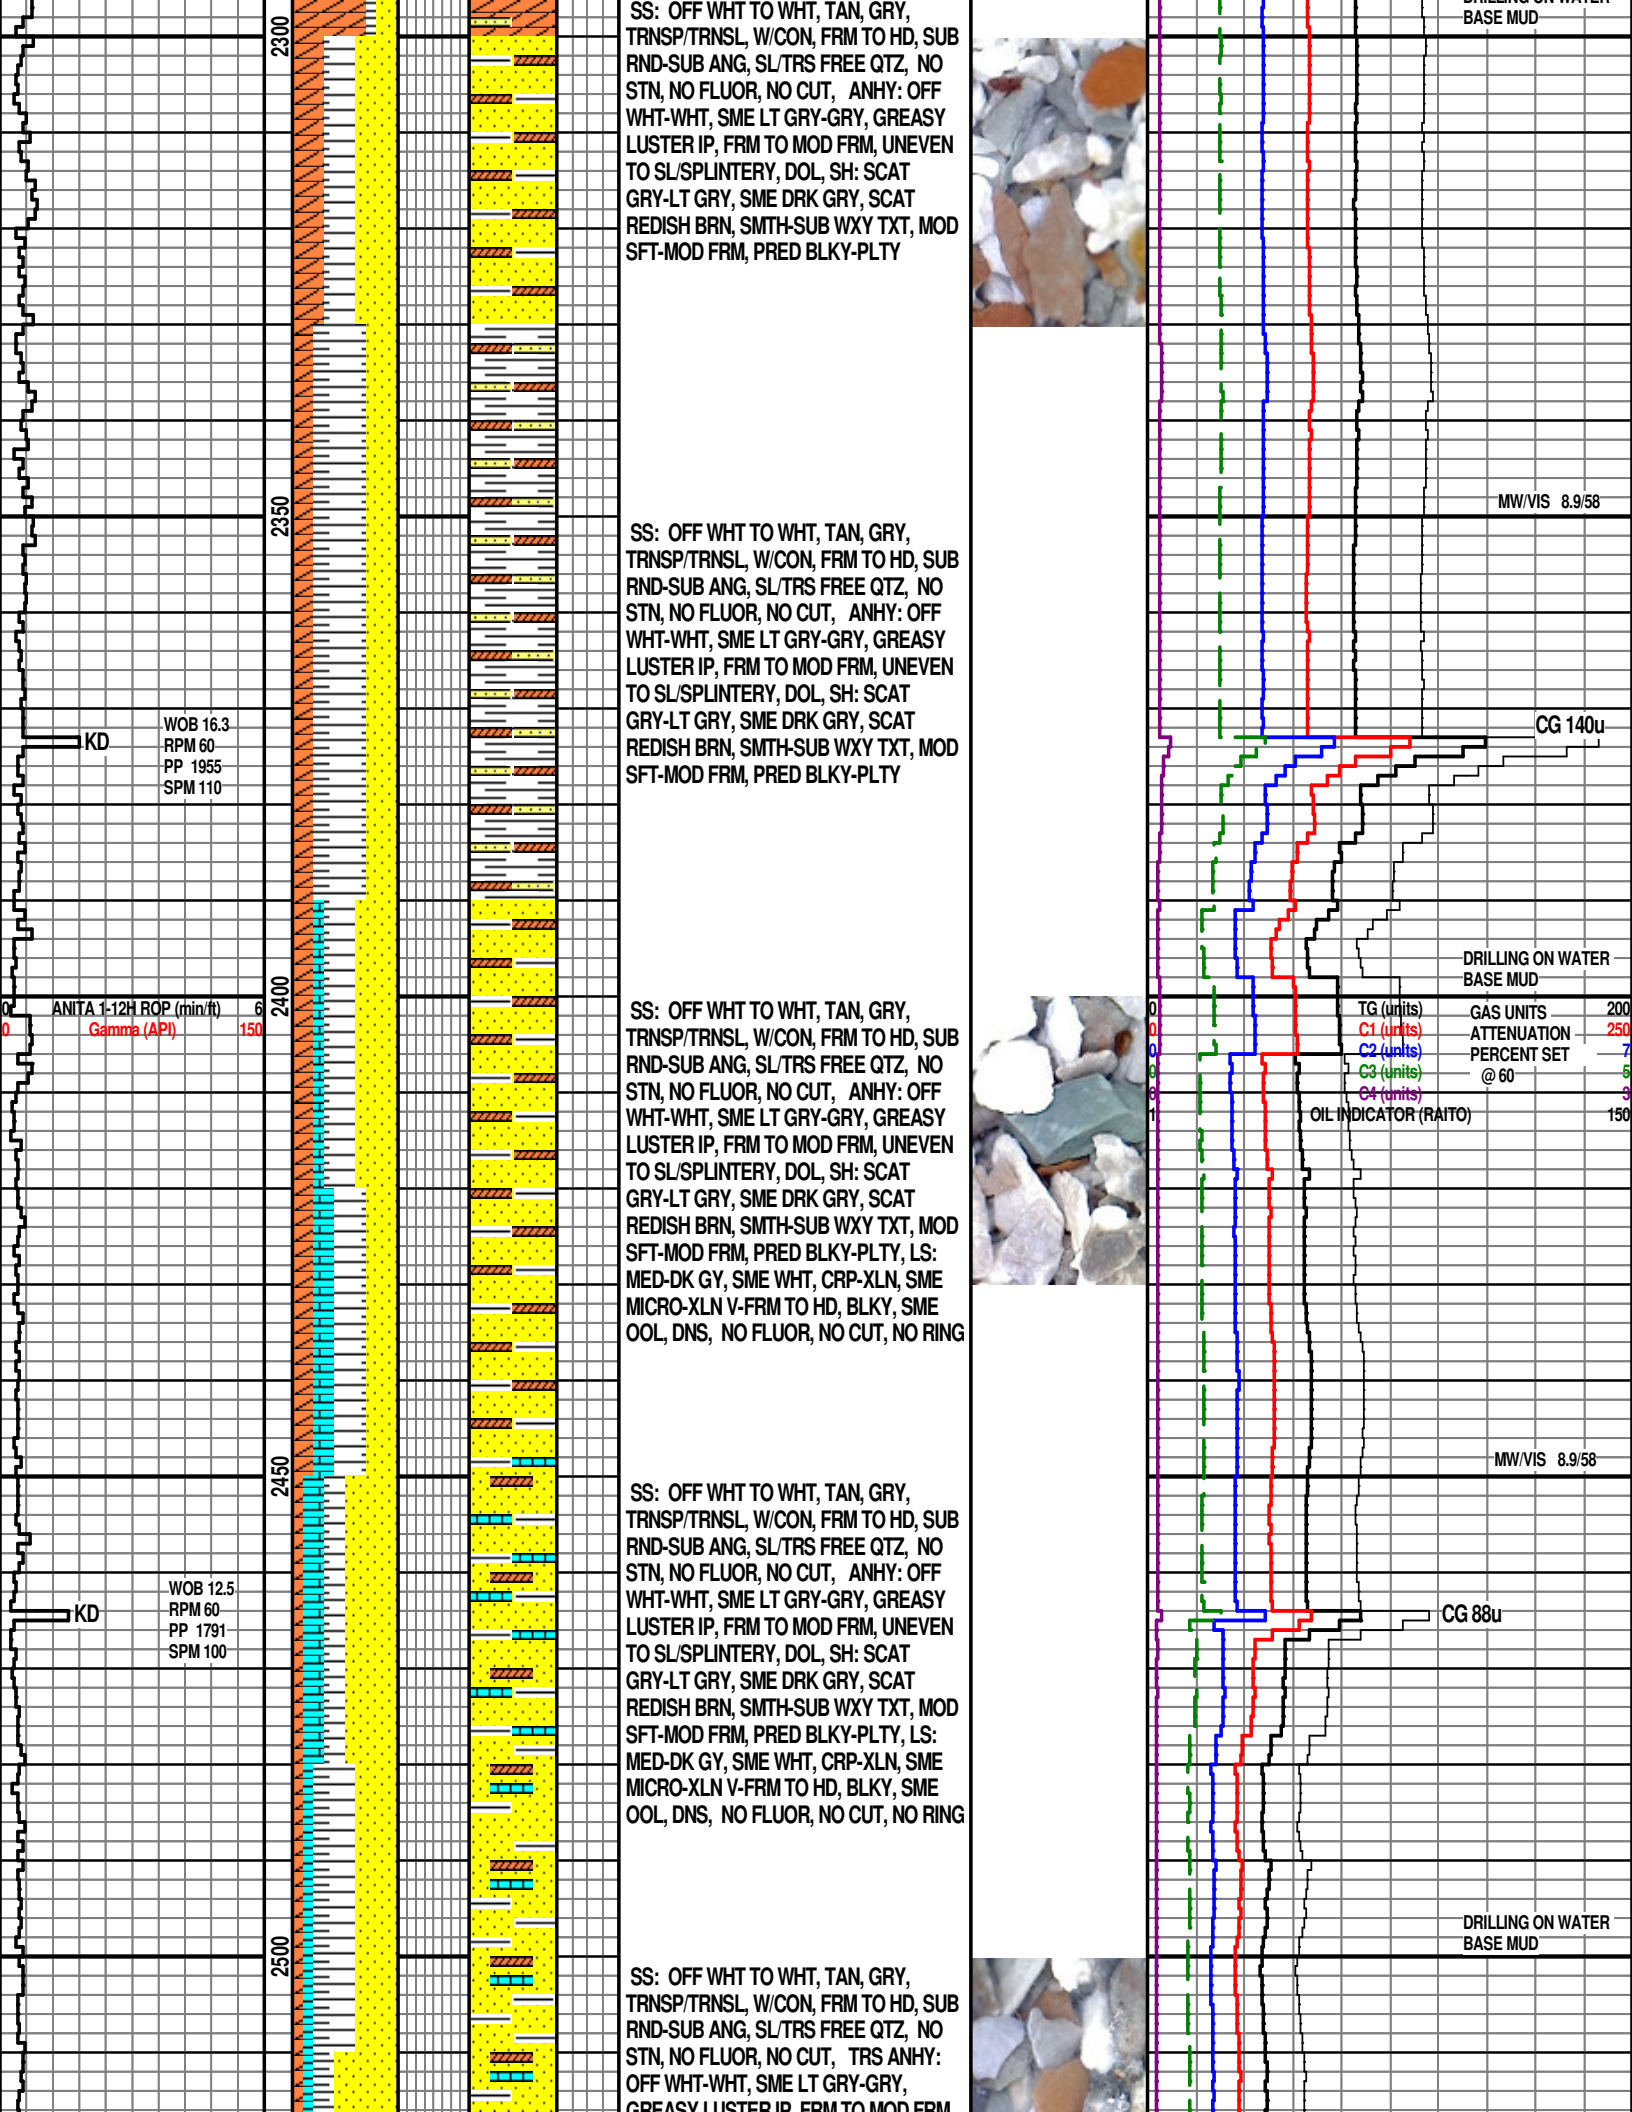 DRILLING ON WATER
BASE MUD
2300
SS: OFF WHT TO WHT, TAN, GRY,
TRNSP/TRNSL, W/CON, FRM TO HD, SUB
RND-SUB ANG, SL/TRS FREE QTZ, NO
STN, NO FLUOR, NO CUT, ANHY: OFF
WHT-WHT, SME LT GRY-GRY, GREASY
LUSTER IP, FRM TO MOD FRM, UNEVEN
TO SL/SPLINTERY, DOL, SH: SCAT
GRY-LT GRY, SME DRK GRY, SCAT
REDISH BRN, SMTH-SUB WXY TXT, MOD
SFT-MOD FRM, PRED BLKY-PLTY
2350
MW/VIS 8.9/58
SS: OFF WHT TO WHT, TAN, GRY,
TRNSP/TRNSL, W/CON, FRM TO HD, SUB
RND-SUB ANG, SL/TRS FREE QTZ, NO
STN, NO FLUOR, NO CUT, ANHY: OFF
WHT-WHT, SME LT GRY-GRY, GREASY
LUSTER IP, FRM TO MOD FRM, UNEVEN
TO SL/SPLINTERY, DOL, SH: SCAT
GRY-LT GRY, SME DRK GRY, SCAT
REDISH BRN, SMTH-SUB WXY TXT, MOD
SFT-MOD FRM, PRED BLKY-PLTY
KD
WOB 16.3
RPM 60
PP 1955
SPM 110
CG 140u
DRILLING ON WATER
BASE MUD
2400
0 ANITA 1-12H ROP (min/ft) 6
0 Gamma (API) 150
0 TG (units) 200
0 C1 (units) 250
0 C2 (units) 7
0 C3 (units) 5
8 C4 (units) 3
1 OIL INDICATOR (RAITO) 150
GAS UNITS
ATTENUATION
PERCENT SET
@ 60
SS: OFF WHT TO WHT, TAN, GRY,
TRNSP/TRNSL, W/CON, FRM TO HD, SUB
RND-SUB ANG, SL/TRS FREE QTZ, NO
STN, NO FLUOR, NO CUT, ANHY: OFF
WHT-WHT, SME LT GRY-GRY, GREASY
LUSTER IP, FRM TO MOD FRM, UNEVEN
TO SL/SPLINTERY, DOL, SH: SCAT
GRY-LT GRY, SME DRK GRY, SCAT
REDISH BRN, SMTH-SUB WXY TXT, MOD
SFT-MOD FRM, PRED BLKY-PLTY, LS:
MED-DK GY, SME WHT, CRP-XLN, SME
MICRO-XLN V-FRM TO HD, BLKY, SME
OOL, DNS, NO FLUOR, NO CUT, NO RING
2450
MW/VIS 8.9/58
SS: OFF WHT TO WHT, TAN, GRY,
TRNSP/TRNSL, W/CON, FRM TO HD, SUB
RND-SUB ANG, SL/TRS FREE QTZ, NO
STN, NO FLUOR, NO CUT, ANHY: OFF
WHT-WHT, SME LT GRY-GRY, GREASY
LUSTER IP, FRM TO MOD FRM, UNEVEN
TO SL/SPLINTERY, DOL, SH: SCAT
GRY-LT GRY, SME DRK GRY, SCAT
REDISH BRN, SMTH-SUB WXY TXT, MOD
SFT-MOD FRM, PRED BLKY-PLTY, LS:
MED-DK GY, SME WHT, CRP-XLN, SME
MICRO-XLN V-FRM TO HD, BLKY, SME
OOL, DNS, NO FLUOR, NO CUT, NO RING
KD
WOB 12.5
RPM 60
PP 1791
SPM 100
CG 88u
DRILLING ON WATER
BASE MUD
2500
SS: OFF WHT TO WHT, TAN, GRY,
TRNSP/TRNSL, W/CON, FRM TO HD, SUB
RND-SUB ANG, SL/TRS FREE QTZ, NO
STN, NO FLUOR, NO CUT, TRS ANHY:
OFF WHT-WHT, SME LT GRY-GRY,
GREASY LUSTER IP, FRM TO MOD FRM